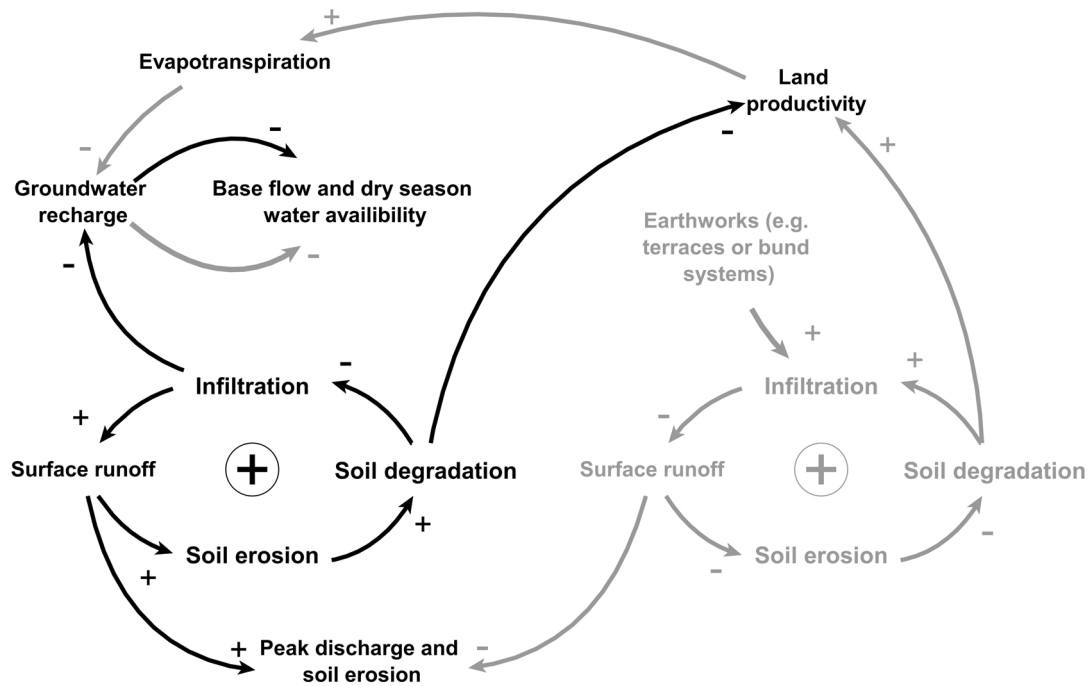 +
Evapotranspiration
Land
productivity
-
-
-
+
Groundwater
recharge
Base flow and dry season
water availibility
Earthworks (e.g.
terraces or bund
systems)
-
-
+
-
+
Infiltration
Infiltration
+
-
Surface runoff
+
Soil degradation
Surface runoff
+
Soil degradation
+
-
Soil erosion
Soil erosion
+
-
+
Peak discharge and
soil erosion
-